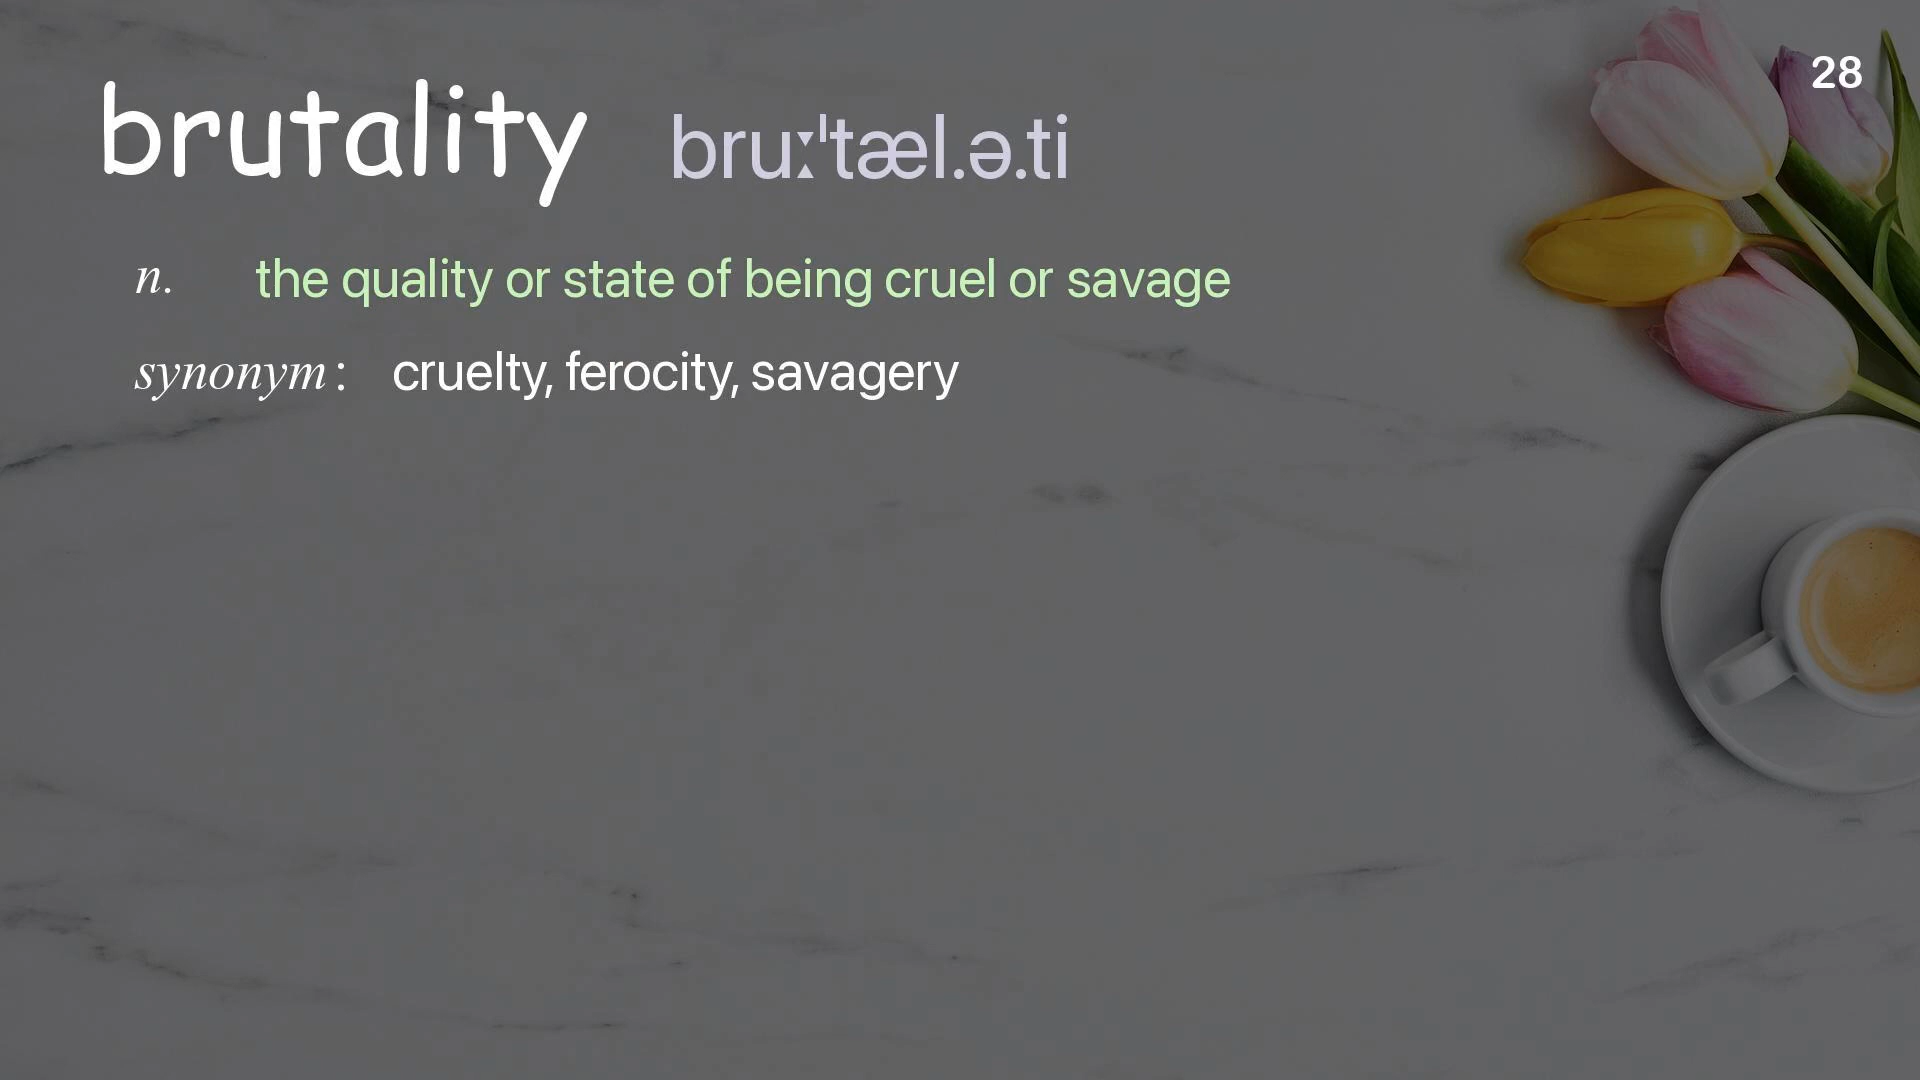 28
brutality bruːˈtæl.ə.ti
n. the quality or state of being cruel or savage
synonym : cruelty, ferocity, savagery